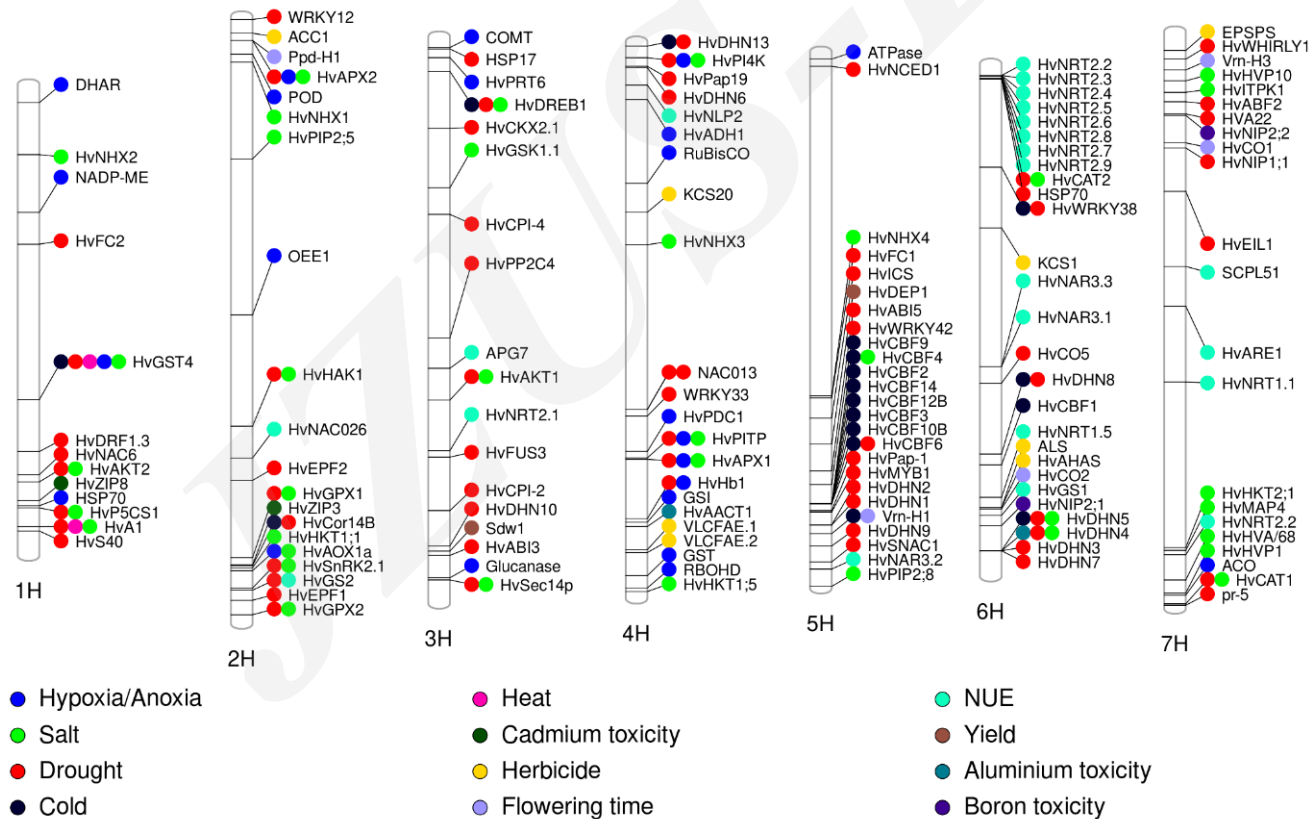 DHAR
HvNHX2
NADP-ME
HvFC2
HvGST4
HvDRF1.3
HvNAC6
HvAKT2
HvZIP8
HSP70
HvP5CS1
HvA1
HvS40
1H
WRKY12
ACC1
Ppd-H1
HvAPX2
POD
HvNHX1
HvPIP2;5
OEE1
HvHAK1
HvNAC026
HvEPF2
HvGPX1
HvZIP3
HvCor14B
HvHKT1;1
HvAOX1a
HvSnRK2.1
HvGS2
HvEPF1
HvGPX2
2H
COMT
HSP17
HvPRT6
HvDREB1
HvCKX2.1
HvGSK1.1
HvCPI-4
HvPP2C4
APG7
HvAKT1
HvNRT2.1
HvFUS3
HvCPI-2
HvDHN10
Sdw1
HvABI3
Glucanase
HvSec14p
3H
HvDHN13
HvPI4K
HvPap19
HvDHN6
HvNLP2
HvADH1
RuBisCO
KCS20
HvNHX3
NAC013
WRKY33
HvPDC1
HvPITP
HvAPX1
HvHb1
GSI
HvAACT1
VLCFAE.1
VLCFAE.2
GST
RBOHD
HvHKT1;5
4H
ATPase
HvNCED1
HvNHX4
HvFC1
HvICS
HvDEP1
HvABI5
HvWRKY42
HvCBF9
HvCBF4
HvCBF2
HvCBF14
HvCBF12B
HvCBF3
HvCBF10B
HvCBF6
HvPap-1
HvMYB1
HvDHN2
HvDHN1
Vrn-H1
HvDHN9
HvSNAC1
HvNAR3.2
HvPIP2;8
5H
HvNRT2.2
HvNRT2.3
HvNRT2.4
HvNRT2.5
HvNRT2.6
HvNRT2.8
HvNRT2.7
HvNRT2.9
HvCAT2
HSP70
HvWRKY38
KCS1
HvNAR3.3
HvNAR3.1
HvCO5
HvDHN8
HvCBF1
HvNRT1.5
ALS
HvAHAS
HvCO2
HvGS1
HvNIP2;1
HvDHN5
HvDHN4
HvDHN3
HvDHN7
6H
EPSPS
HvWHIRLY1
Vrn-H3
HvHVP10
HvITPK1
HvABF2
HVA22
HvNIP2;2
HvCO1
HvNIP1;1
HvEIL1
SCPL51
HvARE1
HvNRT1.1
HvHKT2;1
HvMAP4
HvNRT2.2
HvHVA/68
HvHVP1
ACO
HvCAT1
pr-5
7H
Hypoxia/Anoxia
Salt
Drought
Cold
Heat
Cadmium toxicity
Herbicide
Flowering time
NUE
Yield
Aluminium toxicity
Boron toxicity